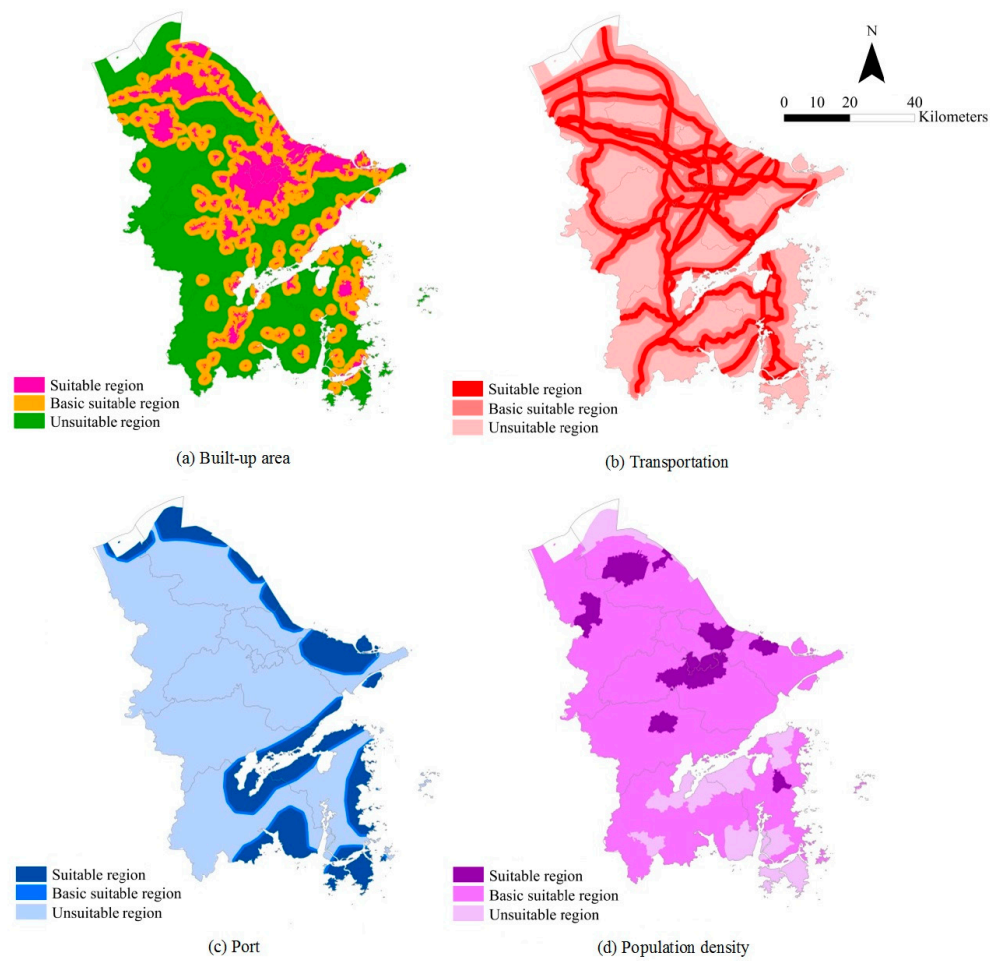 N
0 10 20 40
Kilometers
Suitable region
Basic suitable region
Unsuitable region
(a) Built-up area
Suitable region
Basic suitable region
Unsuitable region
(b) Transportation
Suitable region
Basic suitable region
Unsuitable region
(c) Port
Suitable region
Basic suitable region
Unsuitable region
(d) Population density